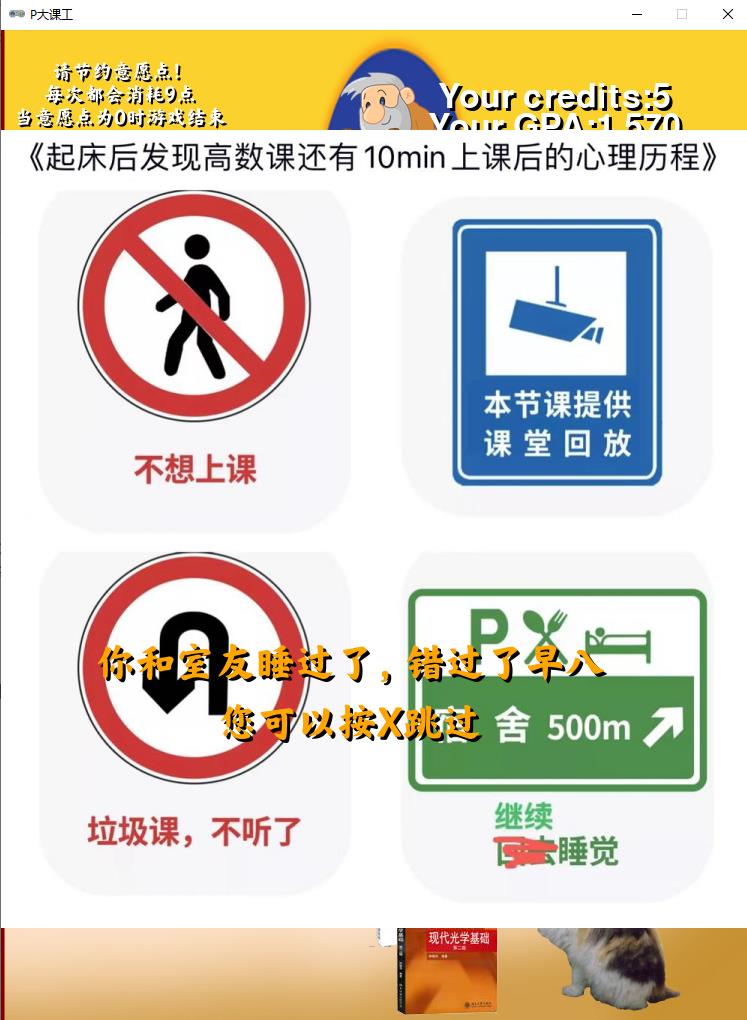 P大课工
请节约意愿点!
每次都会消耗9点
当意愿点为0时游戏结束
Your credits:5
Your GPA:1.570
《起床后发现高数课还有10min上课后的心理历程》
不想上课
本节课提供
课堂回放
你和室友睡过了,错过了早八
您可以按X跳过
P
宿舍 500m
垃圾课,不听了
继续
睡觉
现代光学基础